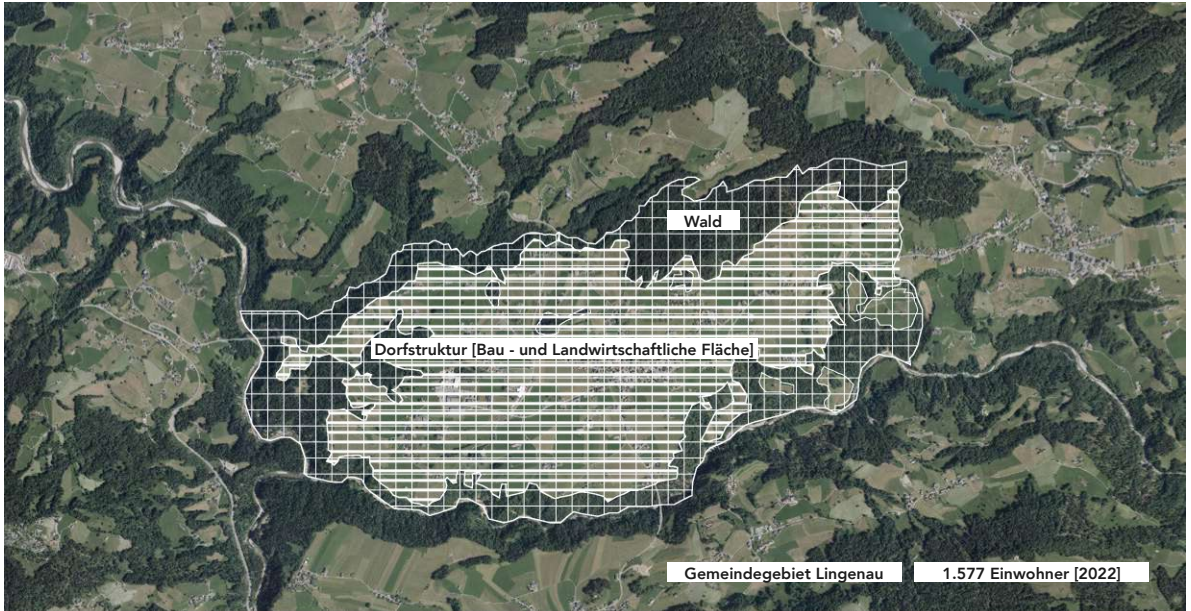 Wald
Dorfstruktur [Bau - und Landwirtschaftliche Fläche]
Gemeindegebiet Lingenau
1.577 Einwohner [2022]